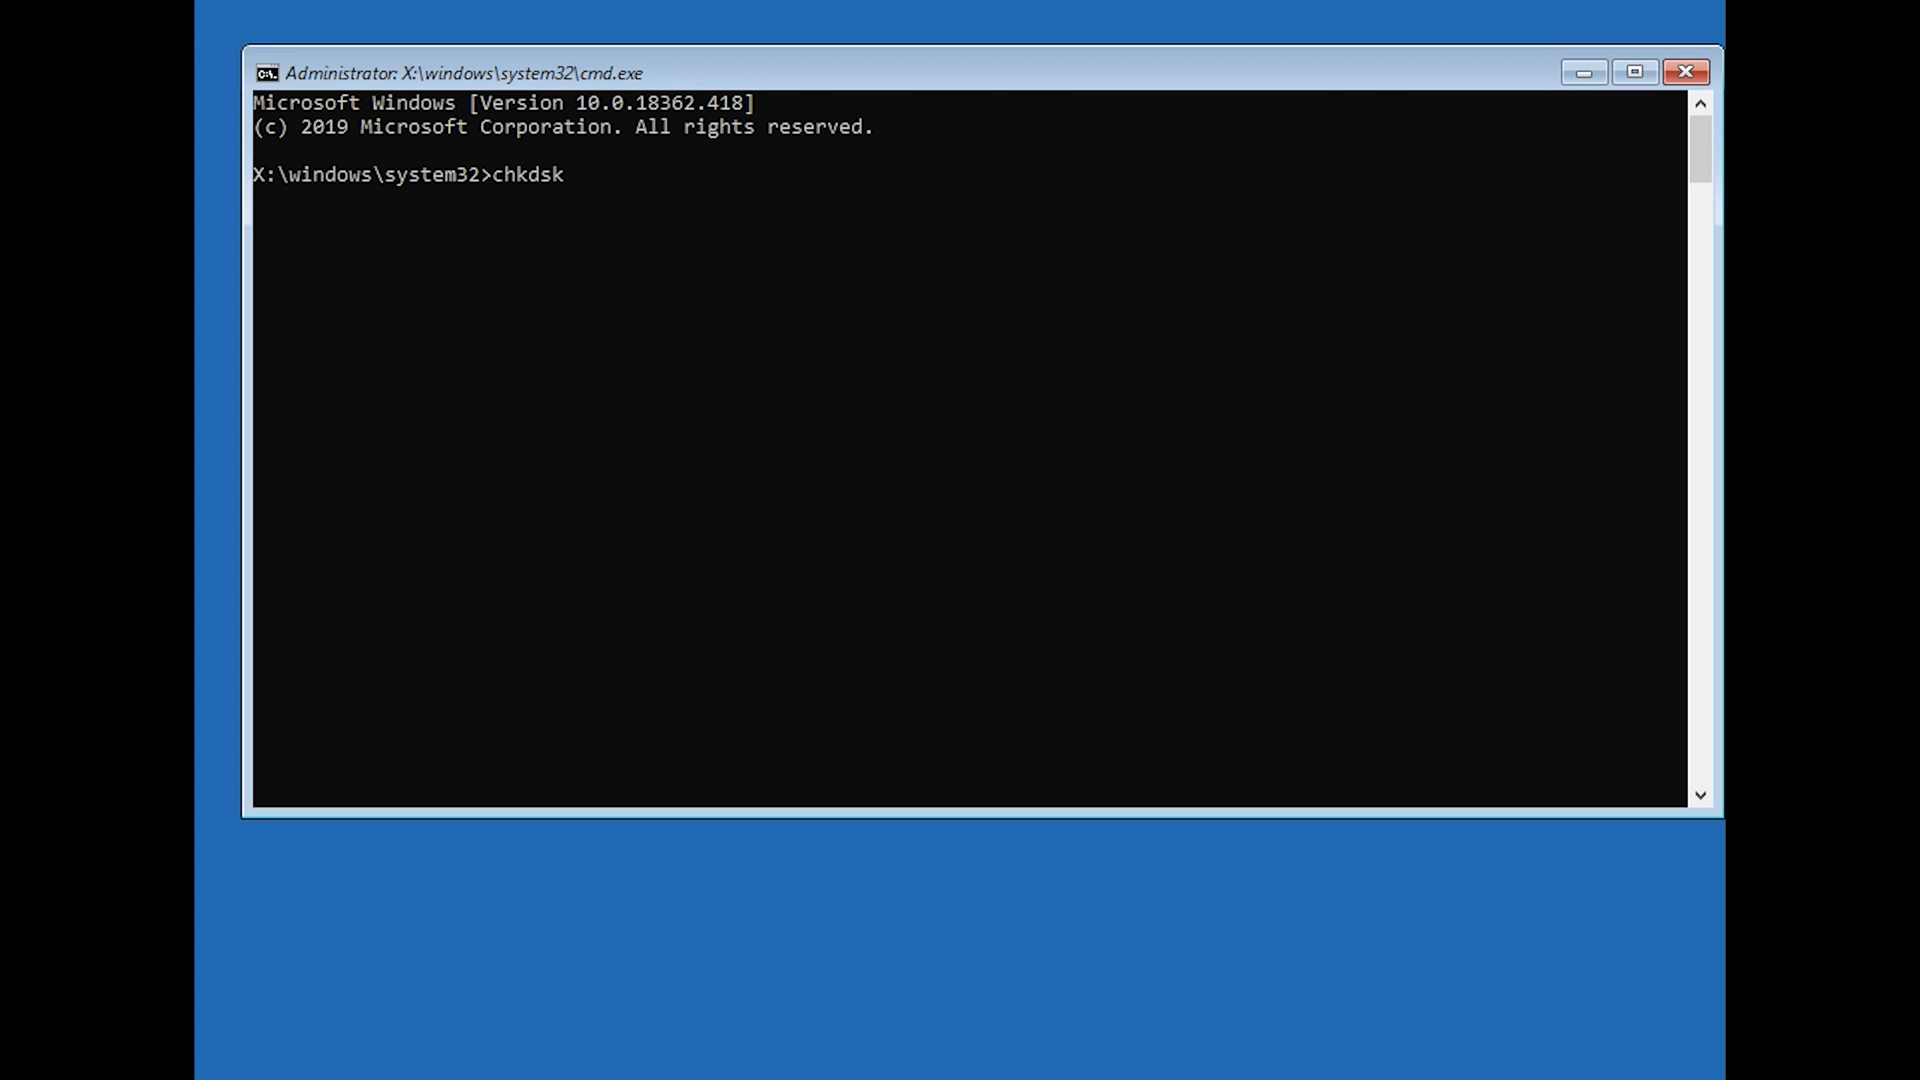 Administrator: X:\windows\system32\cmd.exe
Microsoft Windows [Version 10.0.18362.418]
(c) 2019 Microsoft Corporation. All rights reserved.
X:\windows\system32>chkdsk